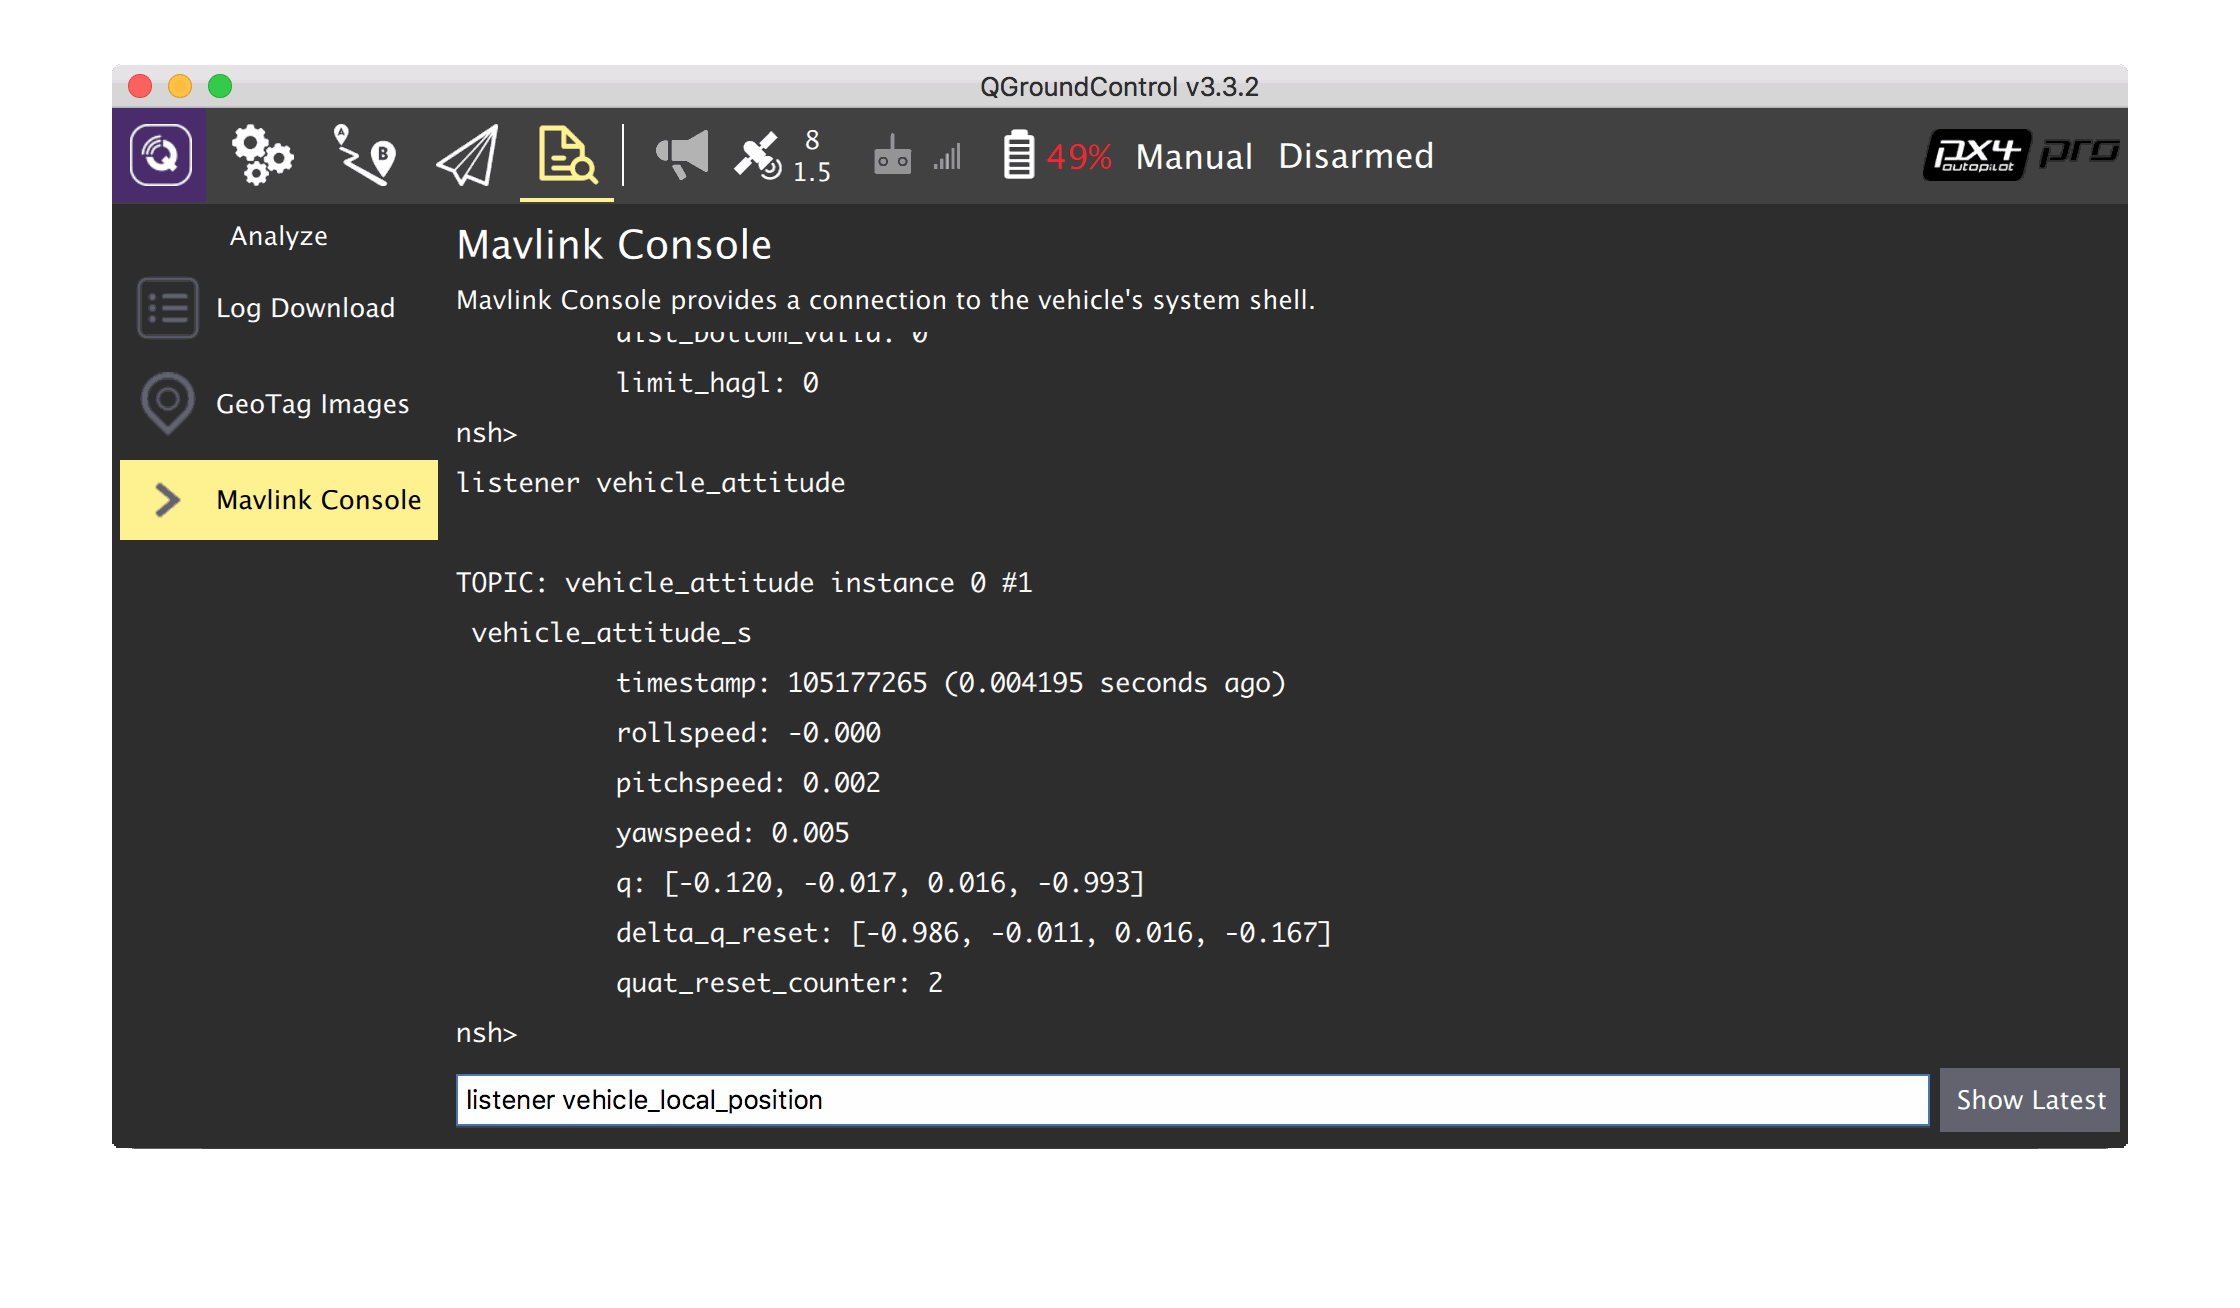 QGroundControl v3.3.2
A
B
8
1.5
49% Manual Disarmed
px4 pro
autopilot
Analyze
Log Download
GeoTag Images
Mavlink Console
Mavlink Console
Mavlink Console provides a connection to the vehicle's system shell.
dist_bottom_valid: 0
limit_hagl: 0
nsh>
listener vehicle_attitude
TOPIC: vehicle_attitude instance 0 #1
vehicle_attitude_s
timestamp: 105177265 (0.004195 seconds ago)
rollspeed: -0.000
pitchspeed: 0.002
yawspeed: 0.005
q: [-0.120, -0.017, 0.016, -0.993]
delta_q_reset: [-0.986, -0.011, 0.016, -0.167]
quat_reset_counter: 2
nsh>
listener vehicle_local_position
Show Latest